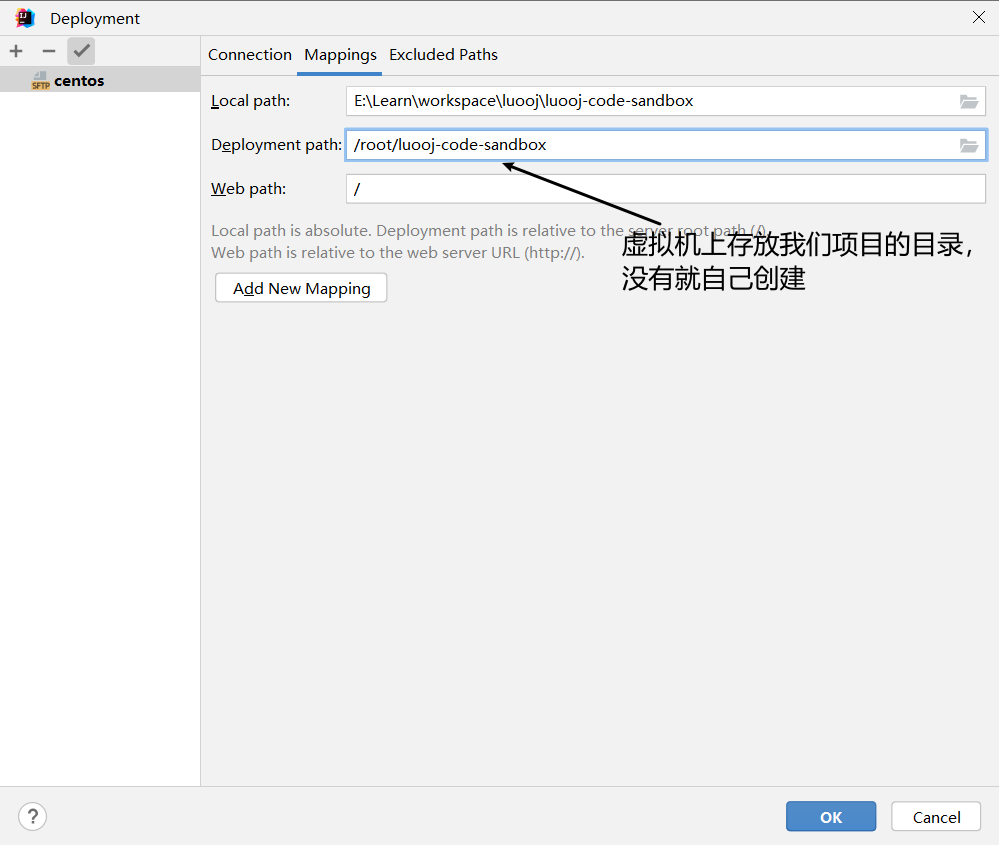 Deployment
centos
SFTP
Connection Mappings Excluded Paths
Local path: E:\Learn\workspace\luooj\luooj-code-sandbox
Deployment path: /root/luooj-code-sandbox
Web path: /
Local path is absolute. Deployment path is relative to the server root path (/).
Web path is relative to the web server URL (http://).
虚拟机上存放我们项目的目录，
没有就自己创建
Add New Mapping
?
OK
Cancel